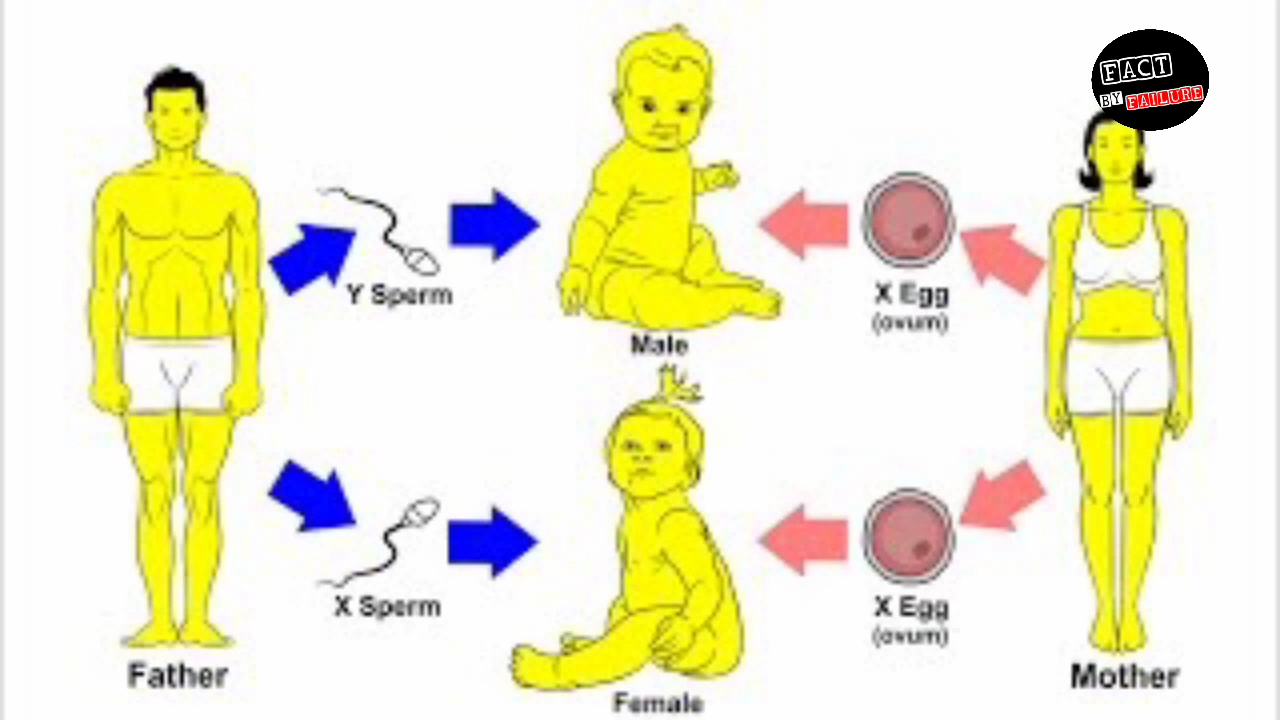 FACT
BY FAILURE
Y Sperm
X Egg
(ovum)
Male
X Sperm
X Egg
(ovum)
Father
Female
Mother